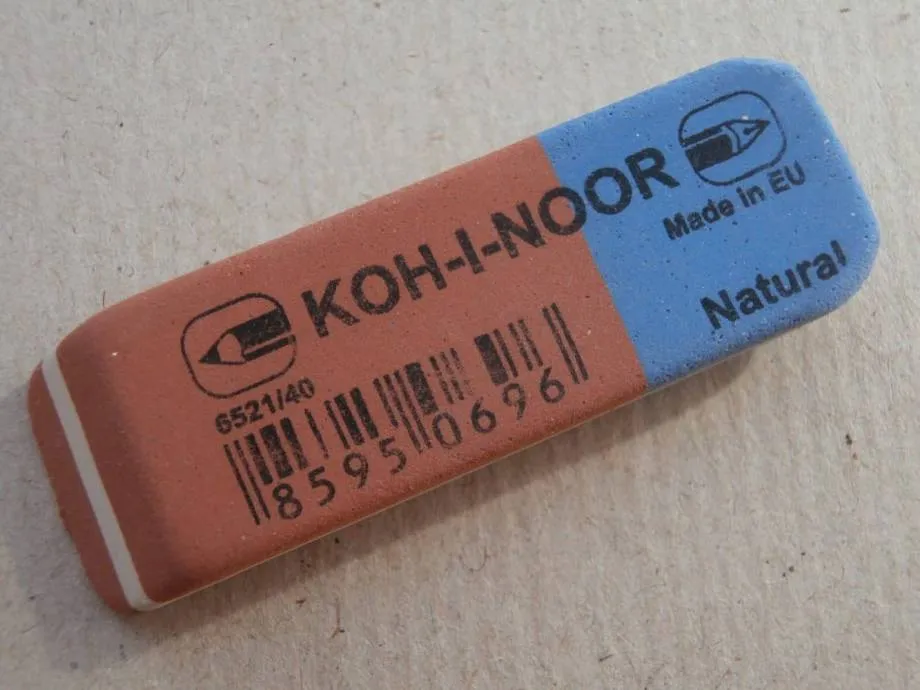 KOH-I-NOOR
Made in EU
Natural
6521/40
8595 0696